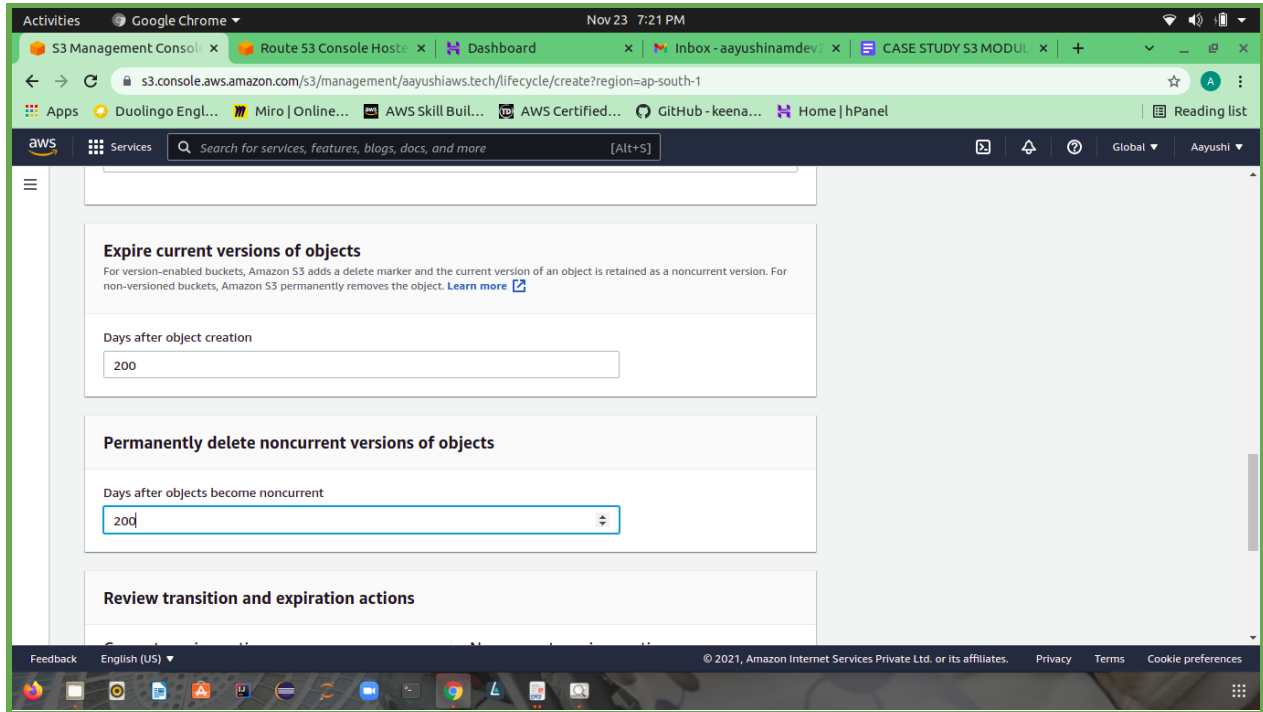 Activities Google Chrome Nov 23 7:21 PM
S3 Management Consol Route 53 Console Hoste Dashboard Inbox - aayushinamdev2 CASE STUDY S3 MODUL
s3.console.aws.amazon.com/s3/management/aayushiaws.tech/lifecycle/create?region=ap-south-1 A
Apps Duolingo Engl... Miro | Online... AWS Skill Buil... AWS Certified... GitHub - keena... Home | hPanel Reading list
aws Services Search for services, features, blogs, docs, and more [Alt+S] Global Aayushi
Expire current versions of objects
For version-enabled buckets, Amazon S3 adds a delete marker and the current version of an object is retained as a noncurrent version. For
non-versioned buckets, Amazon S3 permanently removes the object. Learn more
Days after object creation
200
Permanently delete noncurrent versions of objects
Days after objects become noncurrent
200
Review transition and expiration actions
Feedback English (US) © 2021, Amazon Internet Services Private Ltd. or its affiliates. Privacy Terms Cookie preferences